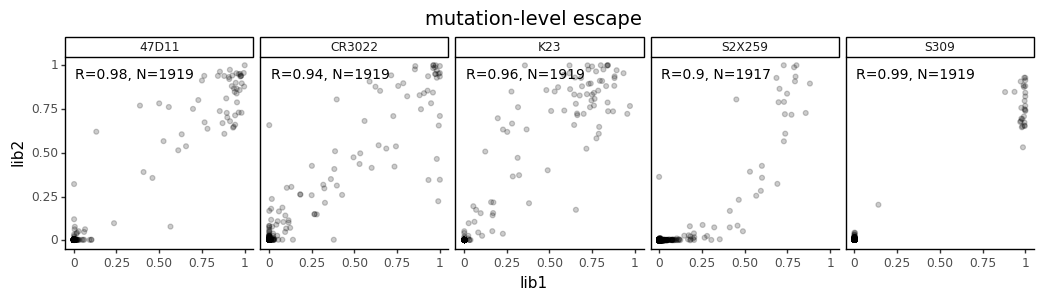 mutation-level escape
47D11 CR3022 K23 S2X259 S309
R=0.98, N=1919 R=0.94, N=1919 R=0.96, N=1919 R=0.9, N=1917 R=0.99, N=1919
1
0.75
0.50
0.25
0
lib2
0 0.25 0.50 0.75 1 0 0.25 0.50 0.75 1 0 0.25 0.50 0.75 1 0 0.25 0.50 0.75 1 0 0.25 0.50 0.75 1
lib1